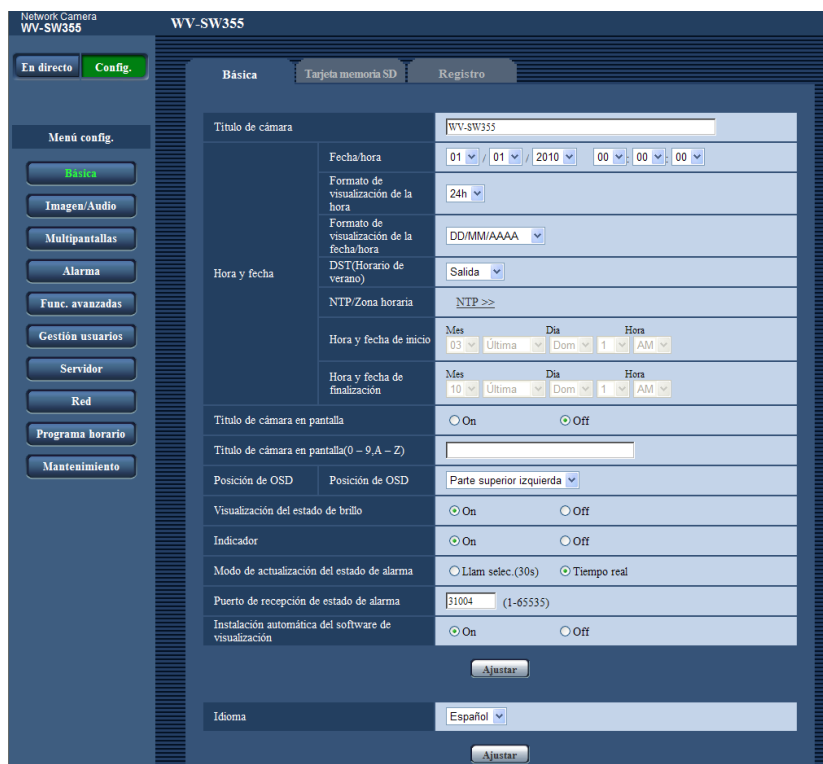 Network Camera
WV-SW355
WV-SW355
En directo
Config.
Básica
Tarjeta memoria SD
Registro
Menú config.
Básica
Imagen/Audio
Multipantallas
Alarma
Func. avanzadas
Gestión usuarios
Servidor
Red
Programa horario
Mantenimiento
Título de cámara
WV-SW355
Hora y fecha
Fecha/hora
01 / 01 / 2010 00 : 00 : 00
Formato de
visualización de la
hora
24h
Formato de
visualización de la
fecha/hora
DD/MM/AAAA
DST(Horario de
verano)
Salida
NTP/Zona horaria
NTP >>
Hora y fecha de inicio
Mes Dia Hora
03 Última Dom 1 AM
Hora y fecha de
finalización
Mes Dia Hora
10 Última Dom 1 AM
Título de cámara en pantalla
On Off
Título de cámara en pantalla(0 – 9,A – Z)
Posición de OSD
Posición de OSD
Parte superior izquierda
Visualización del estado de brillo
On Off
Indicador
On Off
Modo de actualización del estado de alarma
Llam selec.(30s) Tiempo real
Puerto de recepción de estado de alarma
31004 (1-65535)
Instalación automática del software de
visualización
On Off
Ajustar
Idioma
Español
Ajustar